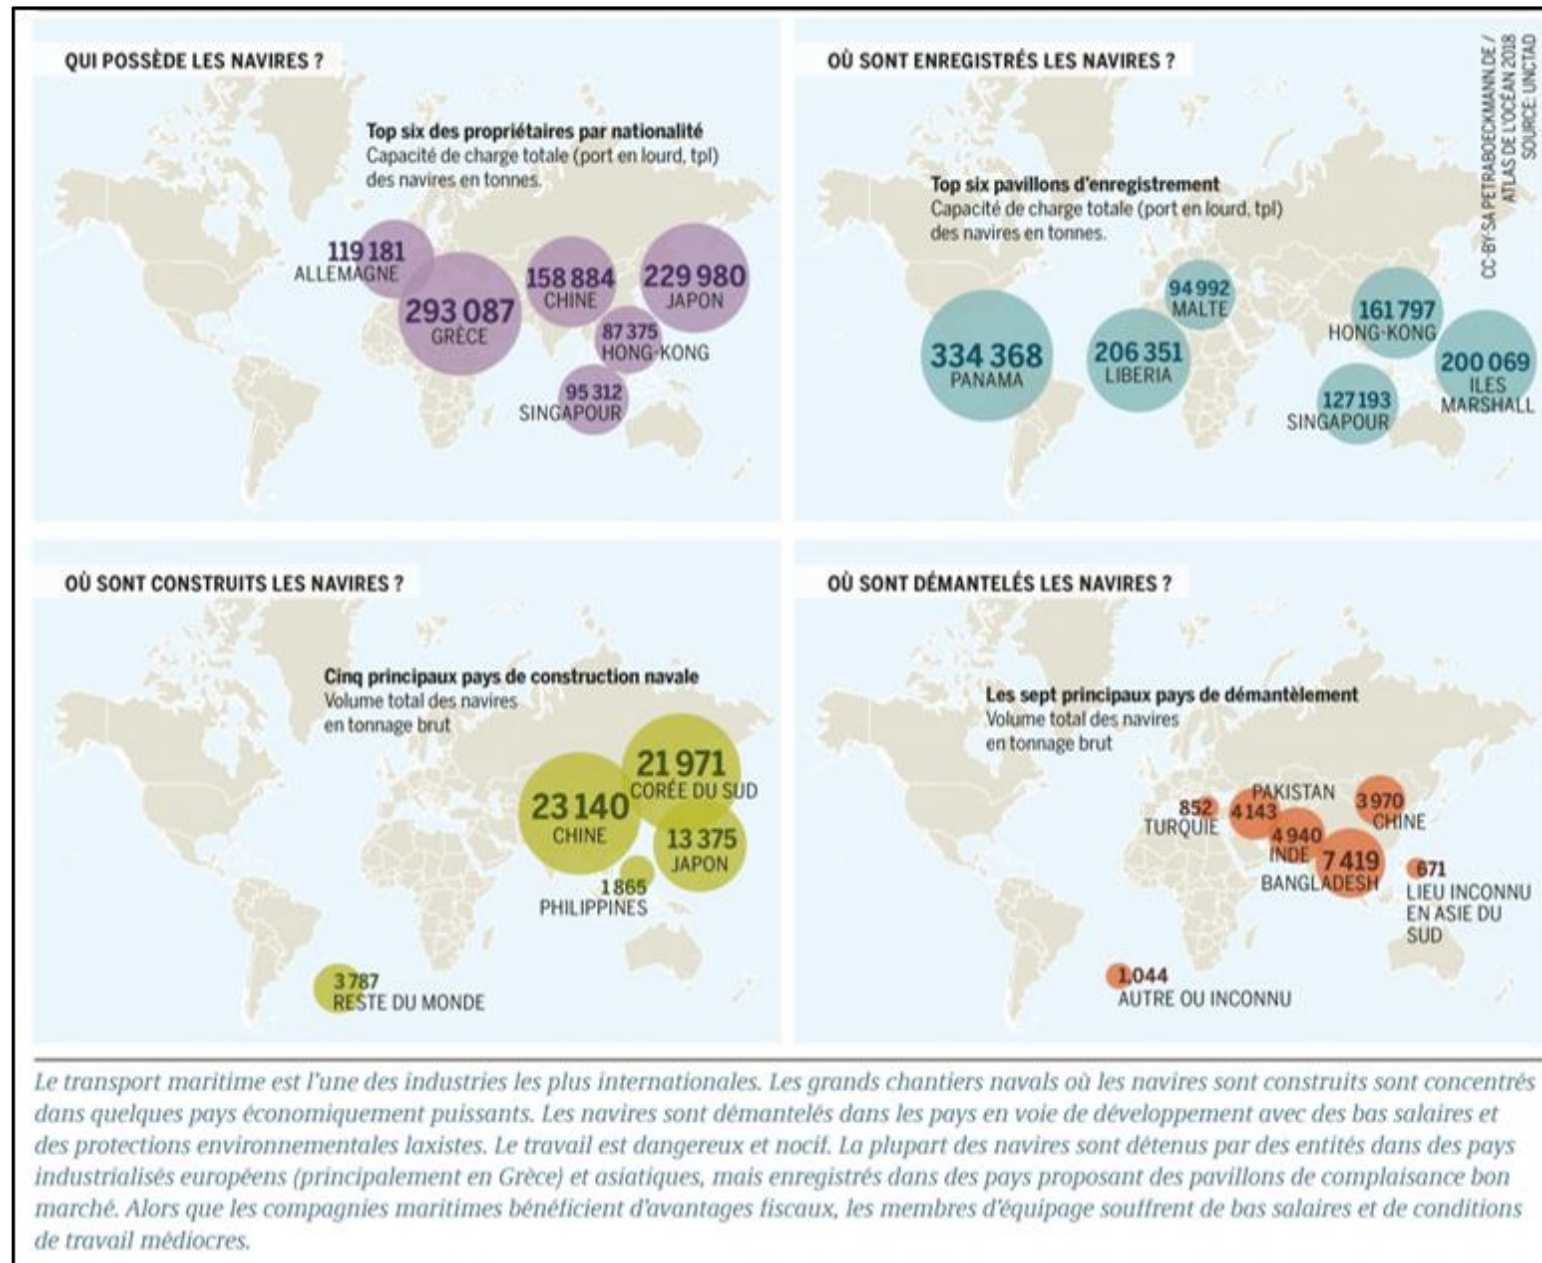 QUI POSSÈDE LES NAVIRES ?
Top six des propriétaires par nationalité
Capacité de charge totale (port en lourd, tpl)
des navires en tonnes.
119 181
ALLEMAGNE
293 087
GRÈCE
158 884
CHINE
229 980
JAPON
87 375
HONG-KONG
95 312
SINGAPOUR
OÙ SONT ENREGISTRÉS LES NAVIRES ?
Top six pavillons d'enregistrement
Capacité de charge totale (port en lourd, tpl)
des navires en tonnes.
334 368
PANAMA
206 351
LIBERIA
94 992
MALTE
161 797
HONG-KONG
127 193
SINGAPOUR
200 069
ILES
MARSHALL
CC-BY-SA PETRABOECKMANN.DE /
ATLAS DE L'OCÉAN 2018
SOURCE: UNCTAD
OÙ SONT CONSTRUITS LES NAVIRES ?
Cinq principaux pays de construction navale
Volume total des navires
en tonnage brut
23 140
CHINE
21 971
CORÉE DU SUD
13 375
JAPON
1 865
PHILIPPINES
3 787
RESTE DU MONDE
OÙ SONT DÉMANTELÉS LES NAVIRES ?
Les sept principaux pays de démantèlement
Volume total des navires
en tonnage brut
852
TURQUIE
PAKISTAN
4 143
4 940
INDE
7 419
BANGLADESH
3 970
CHINE
671
LIEU INCONNU
EN ASIE DU
SUD
1,044
AUTRE OU INCONNU
Le transport maritime est l'une des industries les plus internationales. Les grands chantiers navals où les navires sont construits sont concentrés
dans quelques pays économiquement puissants. Les navires sont démantelés dans les pays en voie de développement avec des bas salaires et
des protections environnementales laxistes. Le travail est dangereux et nocif. La plupart des navires sont détenus par des entités dans des pays
industrialisés européens (principalement en Grèce) et asiatiques, mais enregistrés dans des pays proposant des pavillons de complaisance bon
marché. Alors que les compagnies maritimes bénéficient d'avantages fiscaux, les membres d'équipage souffrent de bas salaires et de conditions
de travail médiocres.